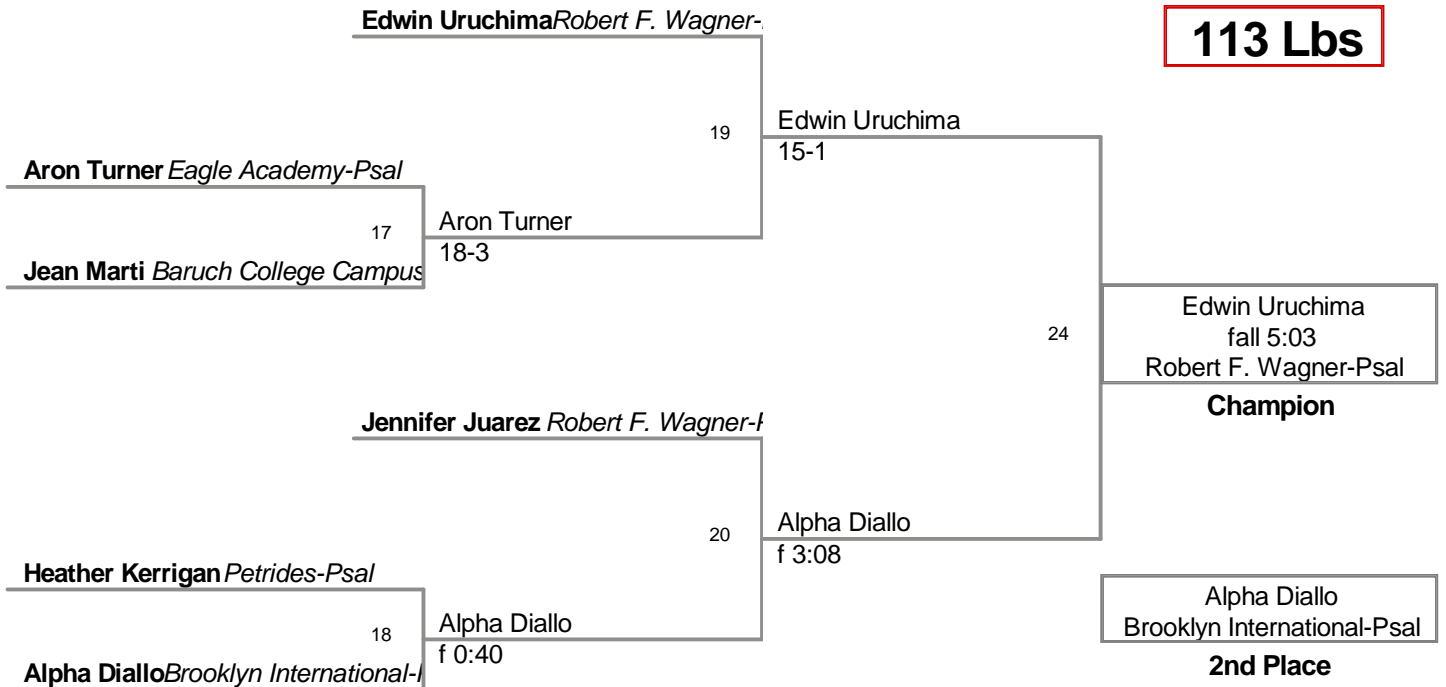 Edwin Uruchima Robert F. Wagner-
113 Lbs
19
Edwin Uruchima
15-1
Aron Turner Eagle Academy-Psal
17
Aron Turner
18-3
Jean Marti Baruch College Campus
24
Edwin Uruchima
fall 5:03
Robert F. Wagner-Psal
Champion
Jennifer Juarez Robert F. Wagner-
20
Alpha Diallo
f 3:08
Heather Kerrigan Petrides-Psal
18
Alpha Diallo
f 0:40
Alpha Diallo Brooklyn International-
Alpha Diallo
Brooklyn International-Psal
2nd Place